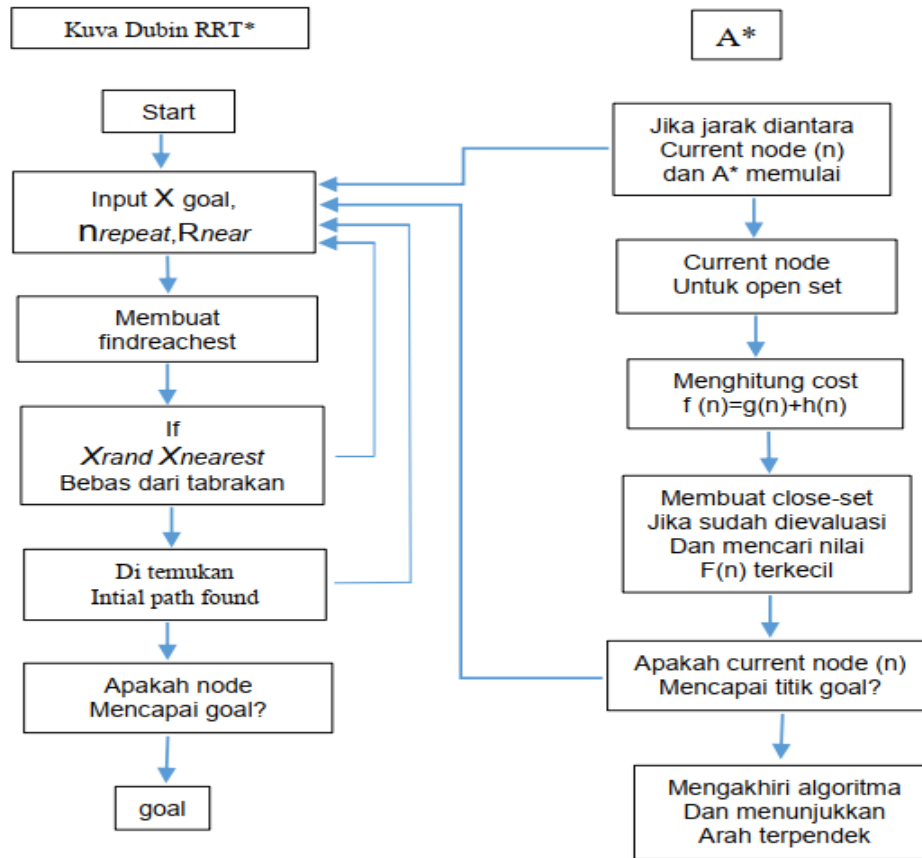 Kuva Dubin RRT*
Start
Input X goal,
nrepeat,Rnear
Membuat
findreachest
If
Xrand Xnearest
Bebas dari tabrakan
Di temukan
Intial path found
Apakah node
Mencapai goal?
goal
A*
Jika jarak diantara
Current node (n)
dan A* memulai
Current node
Untuk open set
Menghitung cost
f (n)=g(n)+h(n)
Membuat close-set
Jika sudah dievaluasi
Dan mencari nilai
F(n) terkecil
Apakah current node (n)
Mencapai titik goal?
Mengakhiri algoritma
Dan menunjukkan
Arah terpendek